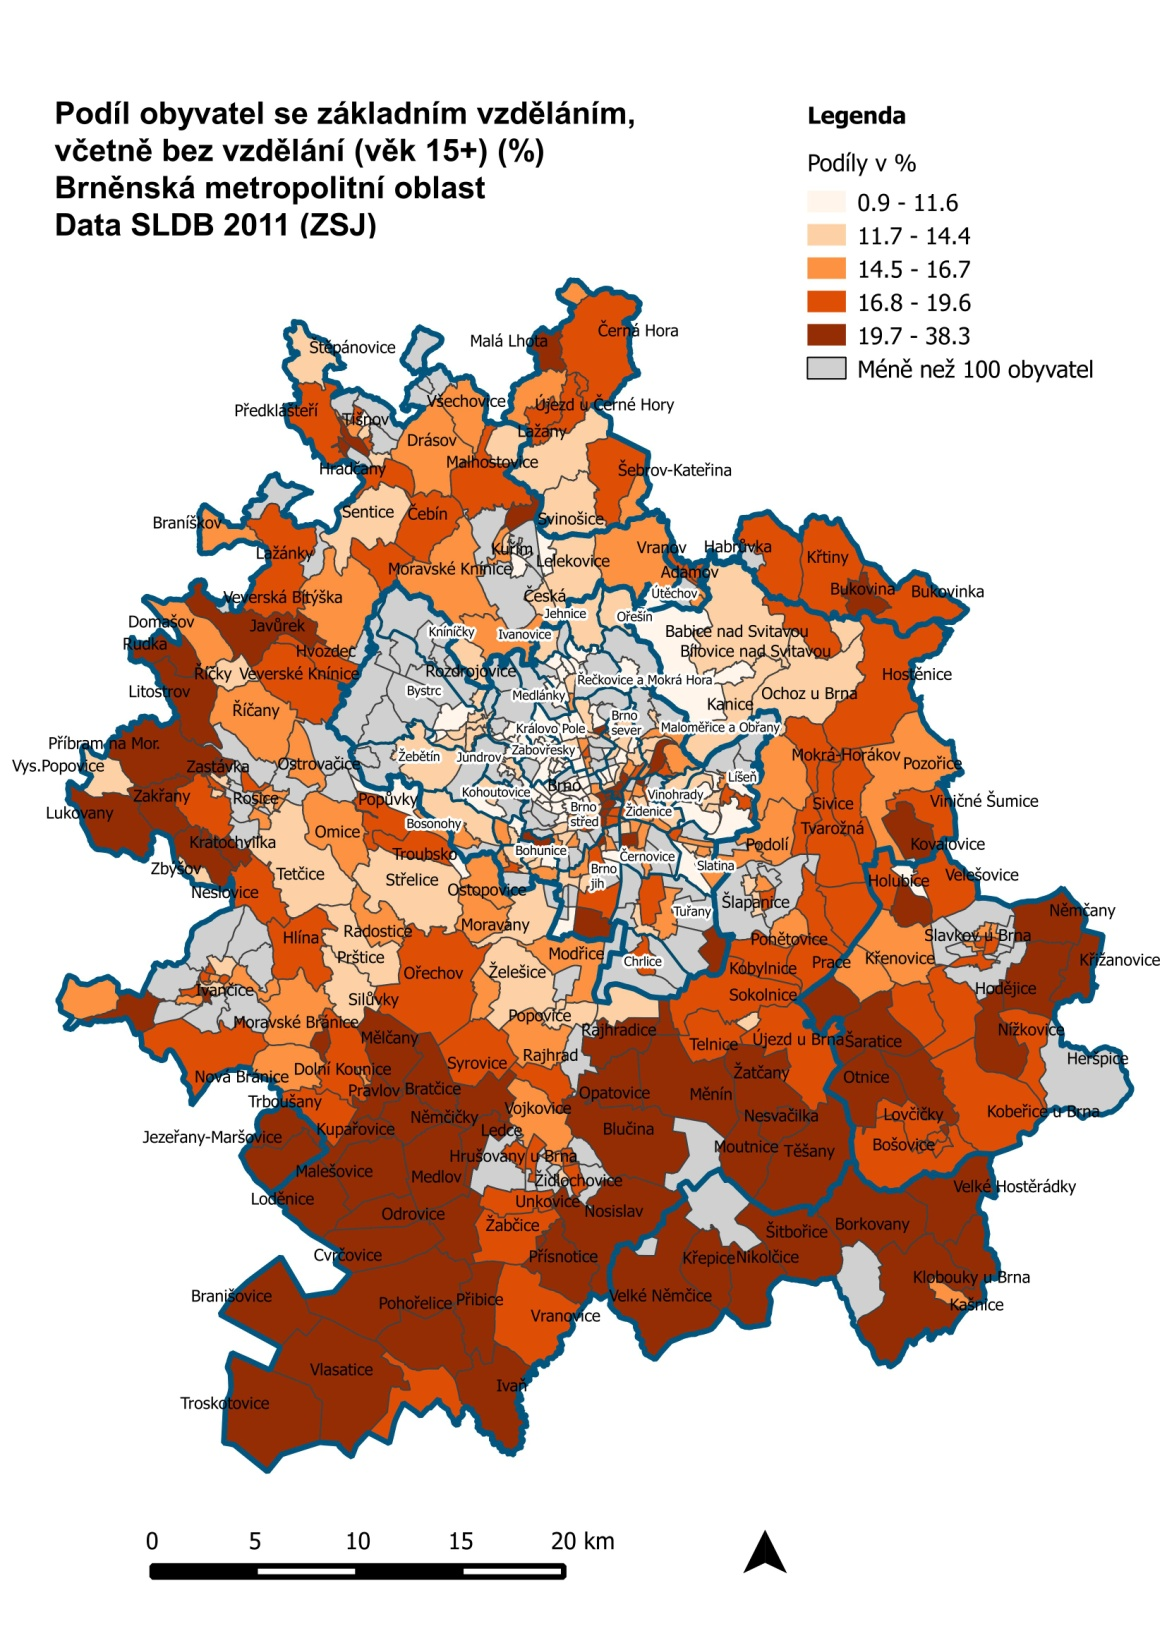 Podíl obyvatel se základním vzděláním,
včetně bez vzdělání (věk 15+) (%)
Brněnská metropolitní oblast
Data SLDB 2011 (ZSJ)
Legenda
Podíly v %
0.9 - 11.6
11.7 - 14.4
14.5 - 16.7
16.8 - 19.6
19.7 - 38.3
Méně než 100 obyvatel
Černá Hora
Malá Lhota
Štěpánovice
Všechovice
Újezd u Černé Hory
Předklášteří
Tišnov
Lažany
Drásov
Malhostovice
Hradčany
Šebrov-Kateřina
Sentice
Čebín
Svinošice
Braníškov
Lažánky
Kuřim
Lelekovice
Vranov
Habrůvka
Křtiny
Moravské Knínice
Adamov
Bukovina
Bukovinka
Veverská Bítýška
Česká
Útěchov
Domašov
Javůrek
Jehnice
Ořešín
Rudka
Kníničky
Ivanovice
Babice nad Svitavou
Hvozdec
Bílovice nad Svitavou
Říčky
Veverské Knínice
Rozdrojovice
Řečkovice a Mokrá Hora
Hostěnice
Litostrov
Bystrc
Medlánky
Ochoz u Brna
Kanice
Říčany
Královo Pole
Brno
sever
Maloměřice a Obřany
Příbram na Mor.
Žabovřesky
Vys.Popovice
Zastávka
Ostrovačice
Žebětín
Jundrov
Mokrá-Horákov
Pozořice
Líšeň
Zakřany
Rosice
Popůvky
Kohoutovice
Brno
Vinohrady
Sivice
Viničné Šumice
Lukovany
Brno
střed
Židenice
Omice
Bosonohy
Tvarožná
Kratochvilka
Troubsko
Bohunice
Černovice
Podolí
Kovalovice
Zbýšov
Tetčice
Střelice
Ostopovice
Brno
jih
Slatina
Holubice
Velešovice
Neslovice
Tuřany
Šlapanice
Němčany
Radostice
Moravany
Hlína
Slavkov u Brna
Ponětovice
Prštice
Modřice
Chrlice
Prace
Křenovice
Křižanovice
Ořechov
Želešice
Kobylnice
Ivančice
Silůvky
Sokolnice
Hodějice
Popovice
Moravské Bránice
Rajhradice
Nížkovice
Mělčany
Telnice
Újezd u Brna
Šaratice
Rajhrad
Heršpice
Syrovice
Nová Bránice
Dolní Kounice
Žatčany
Otnice
Pravlov
Bratčice
Opatovice
Měnín
Trboušany
Vojkovice
Němčičky
Nesvačilka
Lovčičky
Kobeřice u Brna
Kupařovice
Ledce
Blučina
Jezeřany-Maršovice
Bošovice
Moutnice
Těšany
Hrušovany u Brna
Malešovice
Medlov
Židlochovice
Velké Hostěrádky
Loděnice
Unkovice
Odrovice
Nosislav
Žabčice
Šitbořice
Borkovany
Cvrčovice
Přísnotice
Křepice
Nikolčice
Klobouky u Brna
Branišovice
Pohořelice
Přibice
Velké Němčice
Kašnice
Vranovice
Vlasatice
Ivaň
Troskotovice
0 5 10 15 20 km